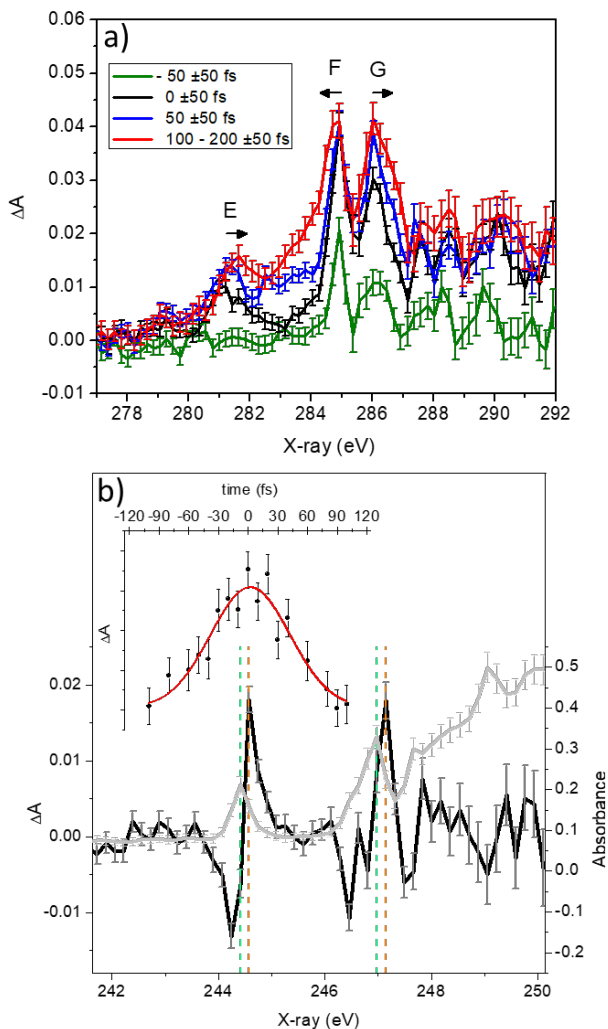 a)
F G
E
- 50 ±50 fs
0 ±50 fs
50 ±50 fs
100 - 200 ±50 fs
0.06
0.05
0.04
0.03
0.02
0.01
0.00
-0.01
ΔA
278 280 282 284 286 288 290 292
X-ray (eV)
b)
time (fs)
-120 -90 -60 -30 0 30 60 90 120
ΔA
0.02
0.01
0.00
-0.01
ΔA
0.5
0.4
0.3
0.2
0.1
0.0
-0.1
-0.2
Absorbance
242 244 246 248 250
X-ray (eV)